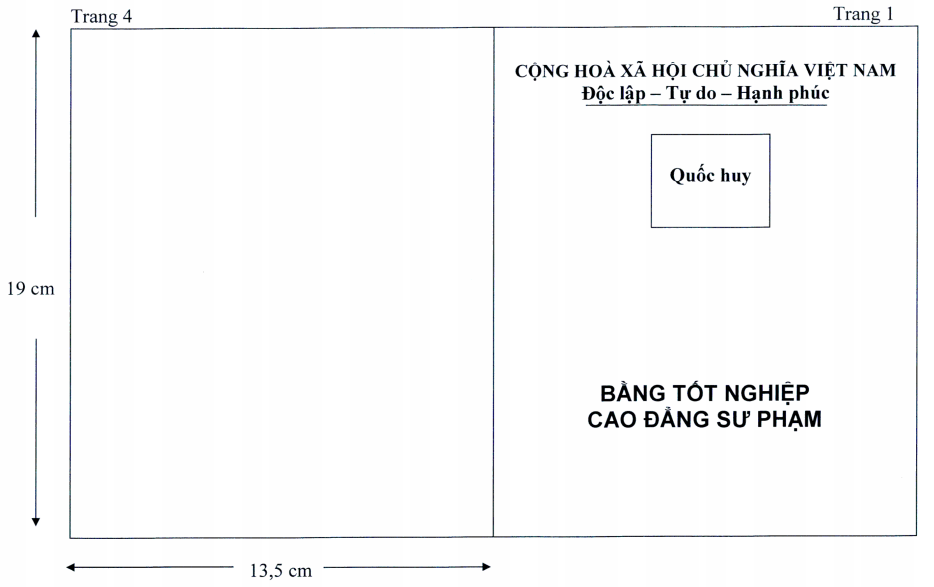 Trang 4
Trang 1
CỘNG HOÀ XÃ HỘI CHỦ NGHĨA VIỆT NAM
Độc lập – Tự do – Hạnh phúc
Quốc huy
19 cm
BẰNG TỐT NGHIỆP
CAO ĐẲNG SƯ PHẠM
13,5 cm